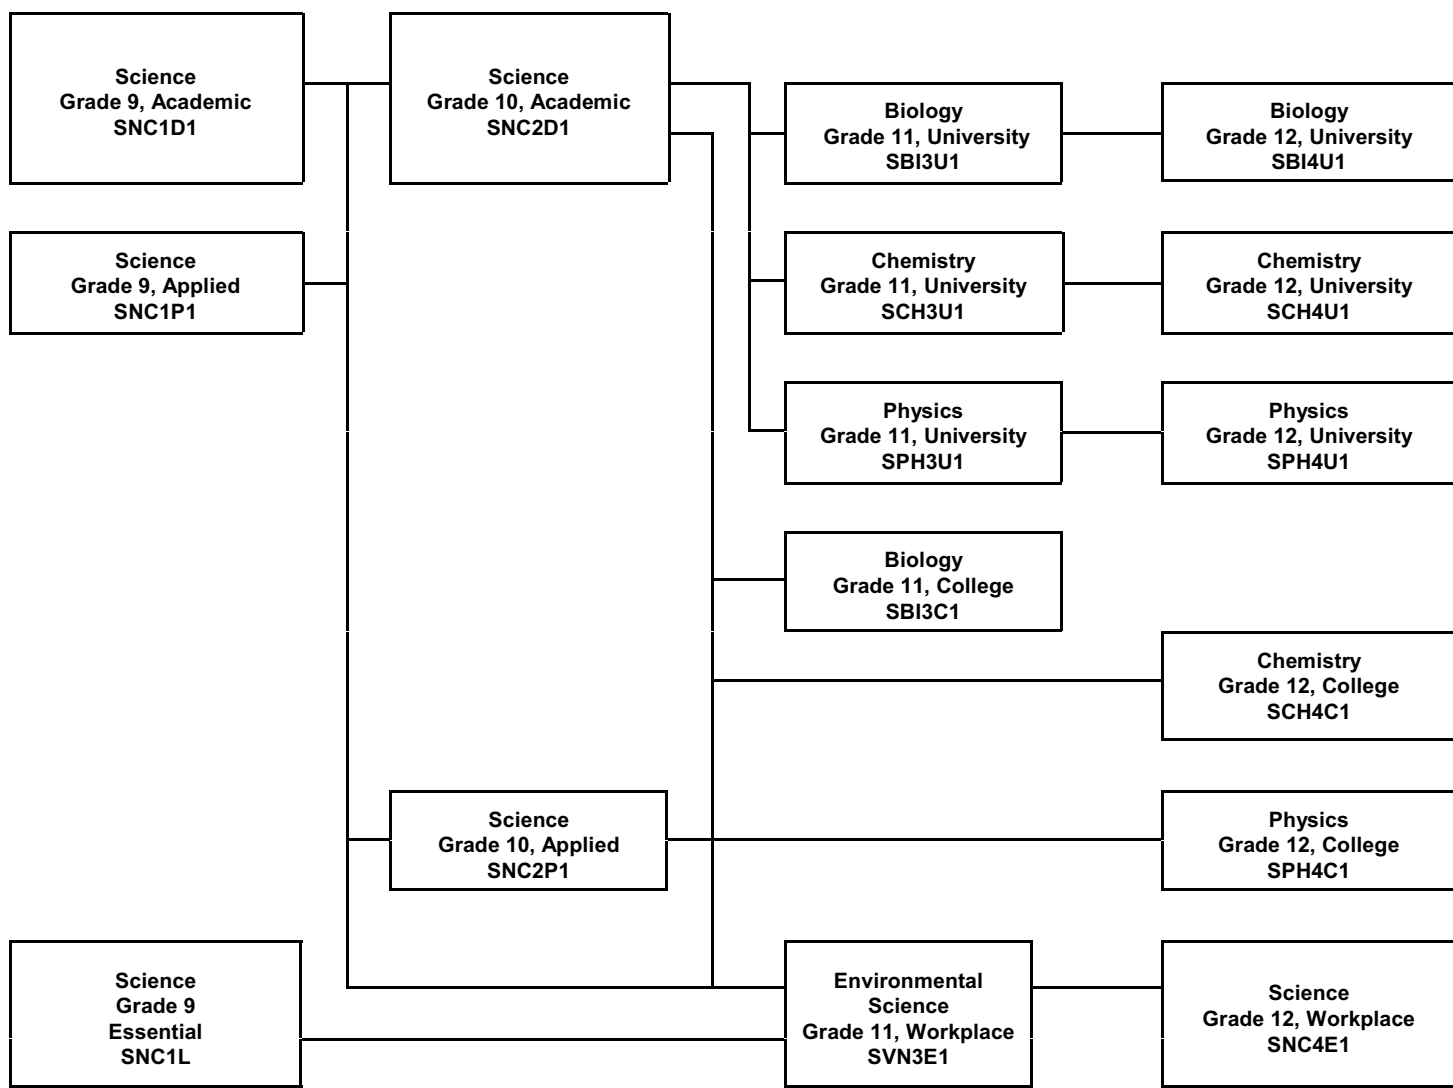 Science
Grade 9, Academic
SNC1D1
Science
Grade 10, Academic
SNC2D1
Biology
Grade 11, University
SBI3U1
Biology
Grade 12, University
SBI4U1
Science
Grade 9, Applied
SNC1P1
Chemistry
Grade 11, University
SCH3U1
Chemistry
Grade 12, University
SCH4U1
Physics
Grade 11, University
SPH3U1
Physics
Grade 12, University
SPH4U1
Biology
Grade 11, College
SBI3C1
Chemistry
Grade 12, College
SCH4C1
Science
Grade 10, Applied
SNC2P1
Physics
Grade 12, College
SPH4C1
Science
Grade 9
Essential
SNC1L
Environmental
Science
Grade 11, Workplace
SVN3E1
Science
Grade 12, Workplace
SNC4E1